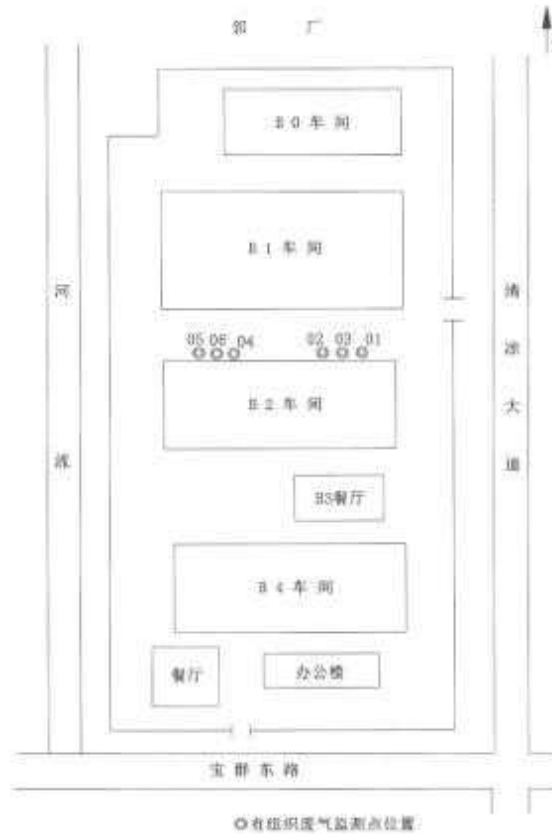 邻 厂
B0车间
B1车间
河流
05 06 04
02 03 01
B2车间
大道
B3餐厅
B4车间
餐厅
办公楼
宝群东路
◎有组织废气监测点位置